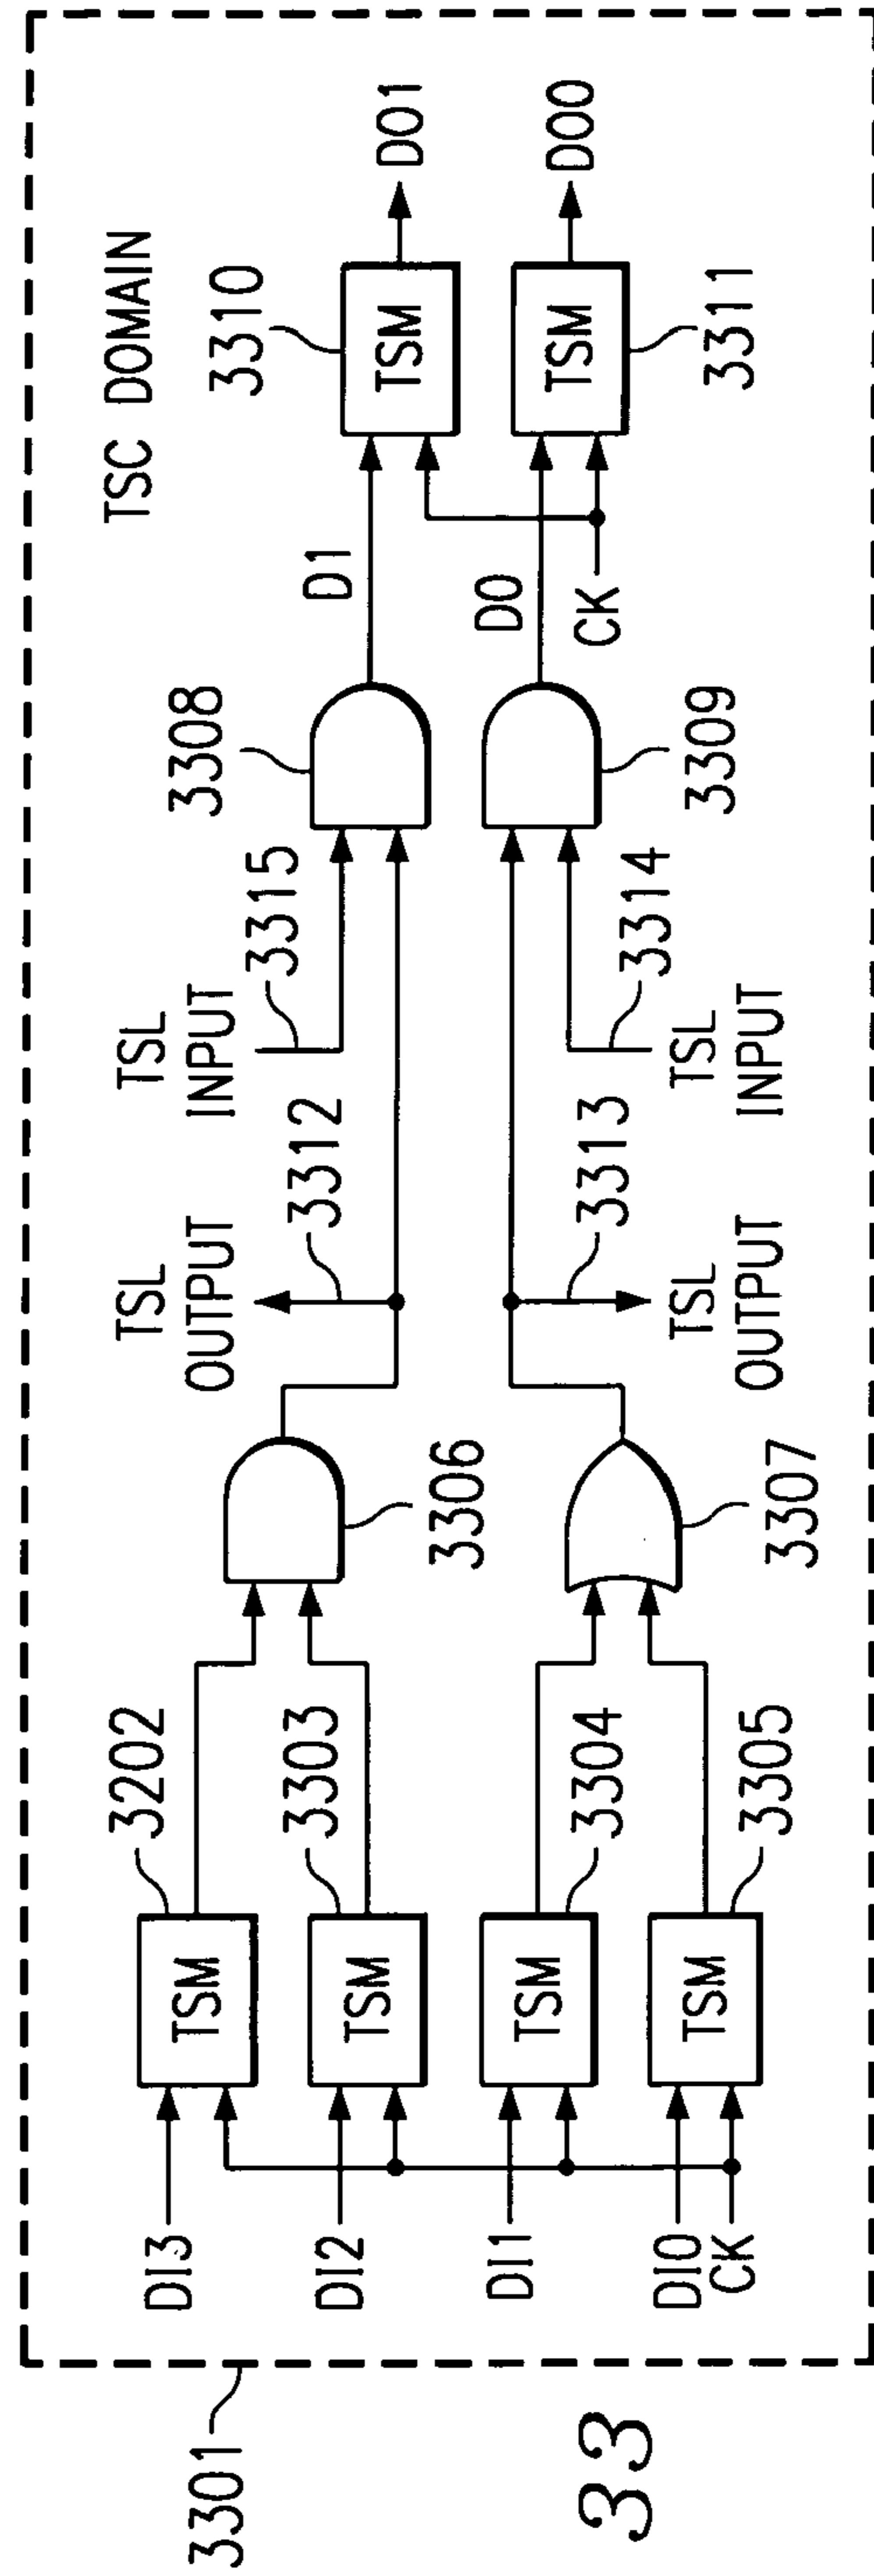 TSC DOMAIN
3301
DI3
DI2
DI1
DI0
CK
TSM
3202
TSM
3303
TSM
3304
TSM
3305
3306
3307
TSL
OUTPUT
3312
3313
TSL
OUTPUT
TSL
INPUT
3315
3314
TSL
INPUT
3308
3309
D1
D0
CK
3310
TSM
TSM
3311
DO1
DO0
33